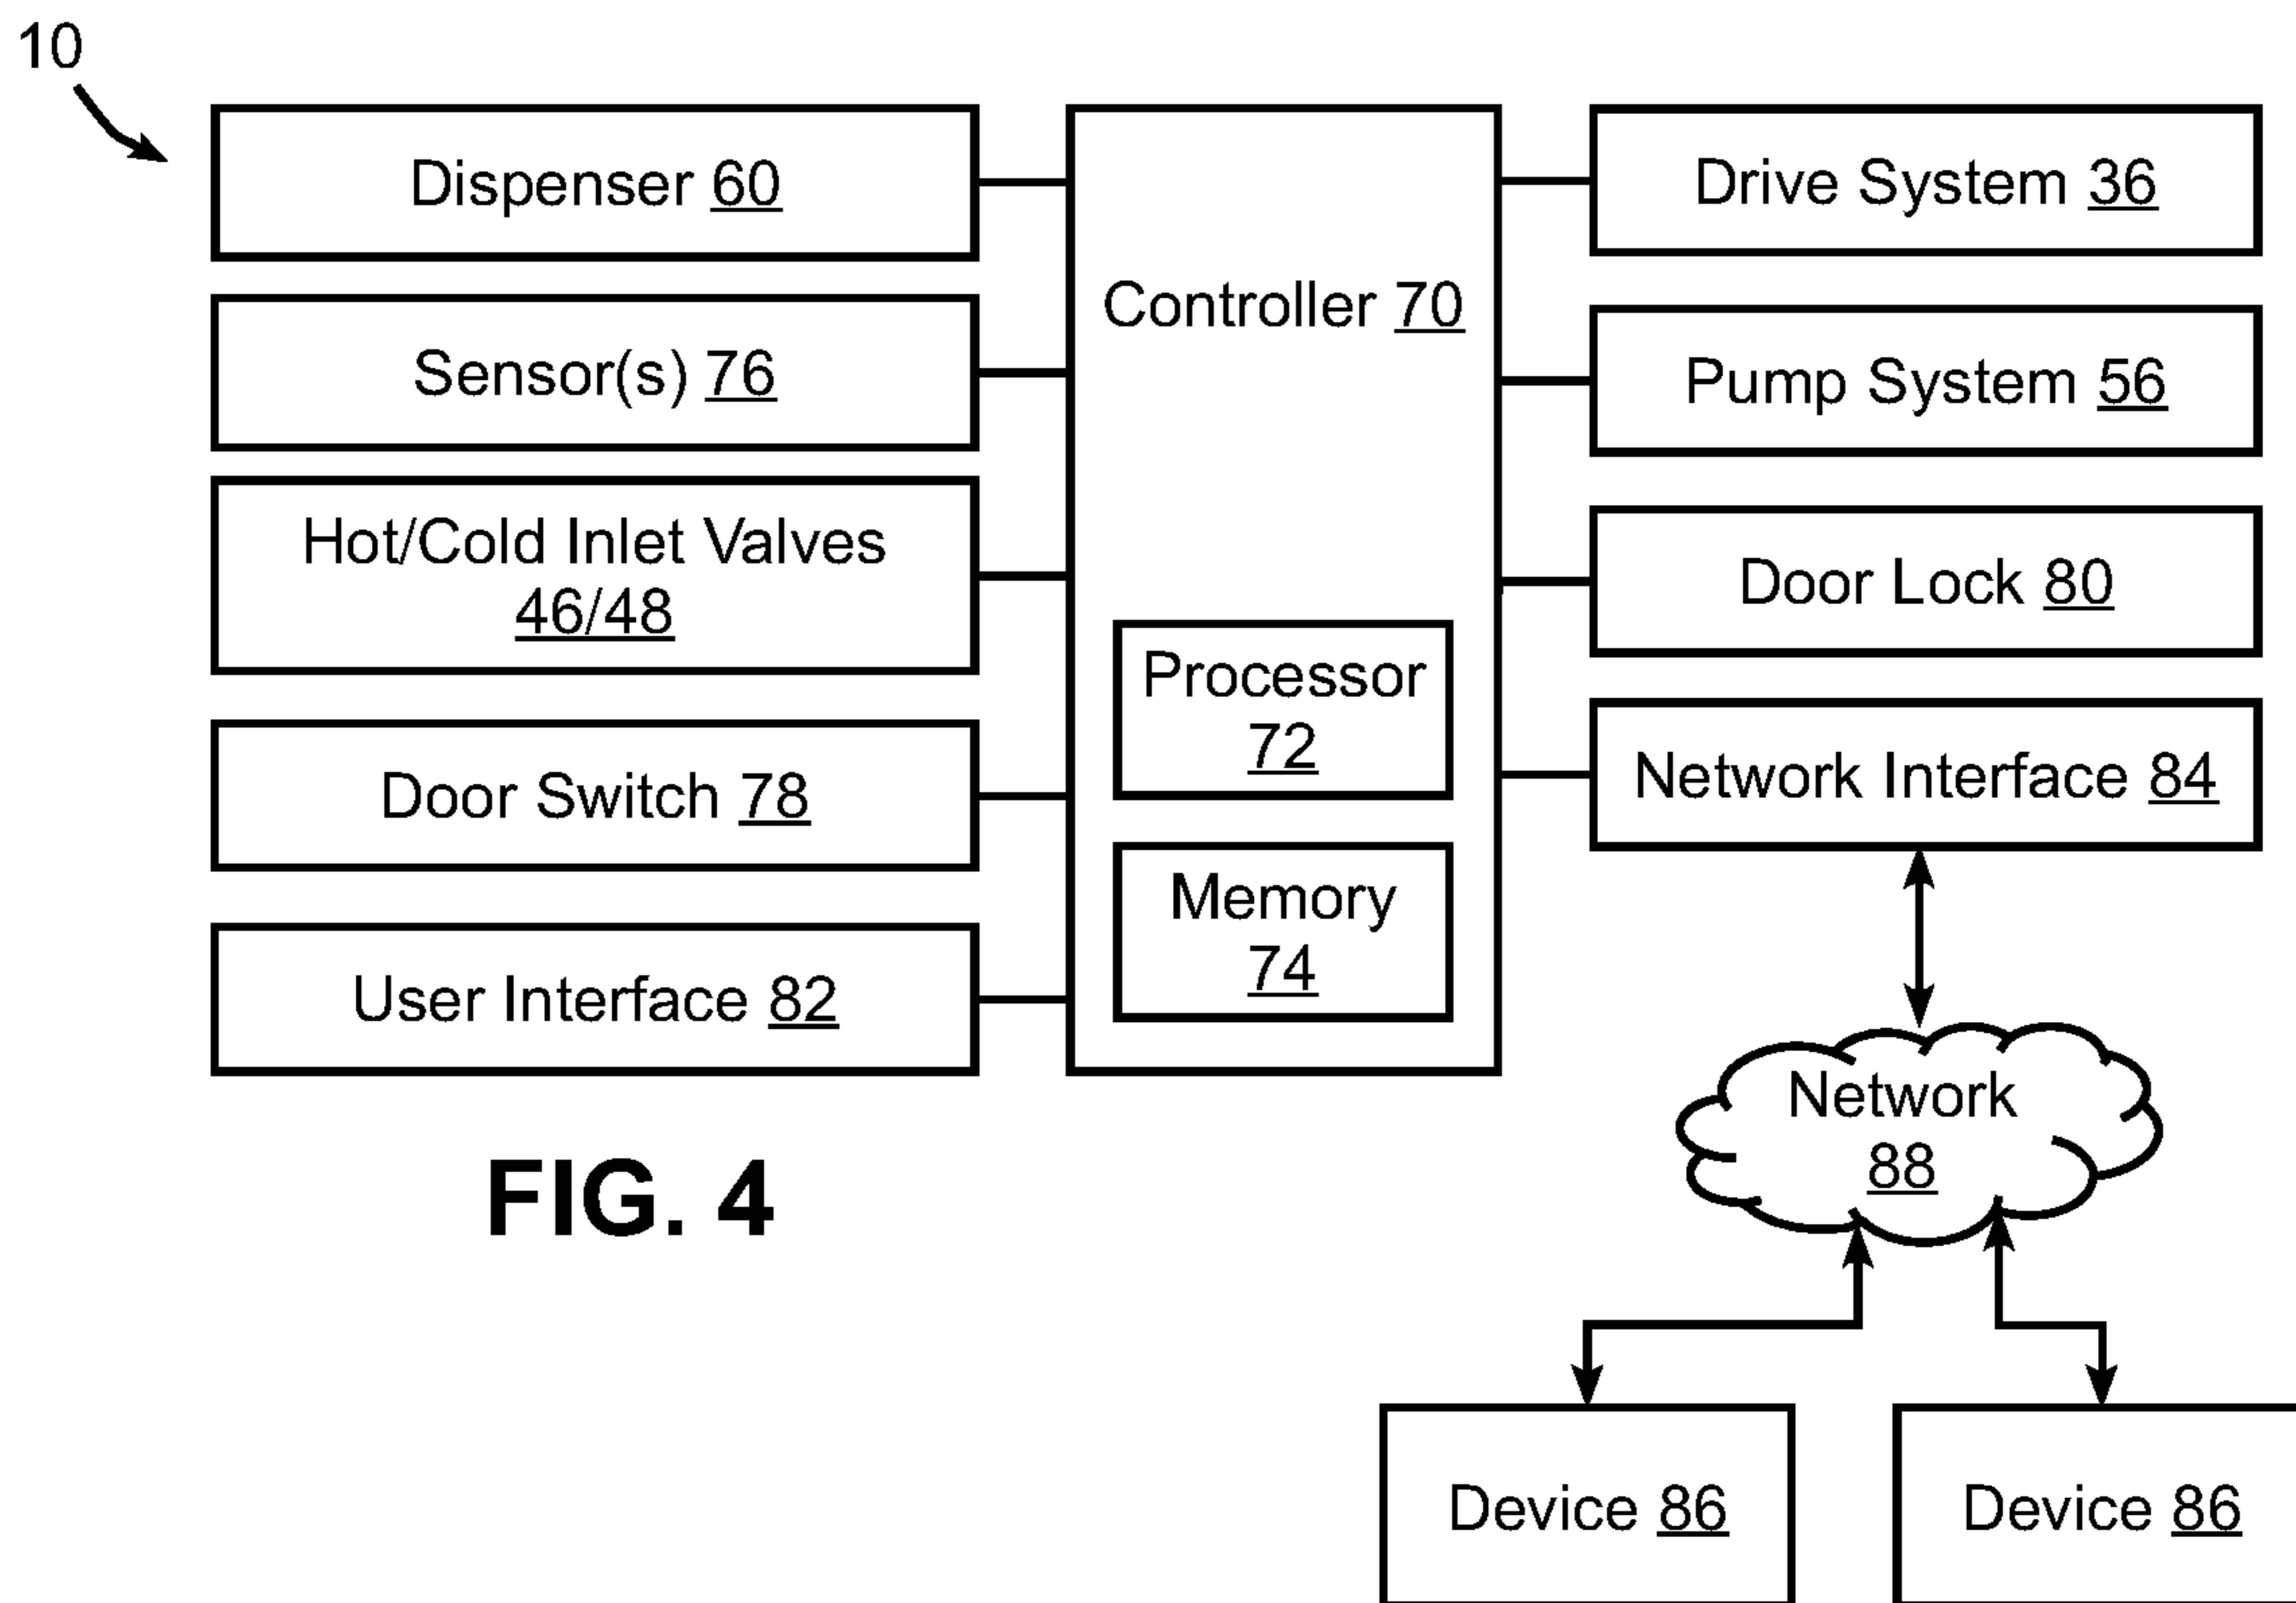 10
Dispenser 60
Sensor(s) 76
Hot/Cold Inlet Valves
46/48
Door Switch 78
User Interface 82
Controller 70
Processor
72
Memory
74
Drive System 36
Pump System 56
Door Lock 80
Network Interface 84
Network
88
Device 86
Device 86
FIG. 4